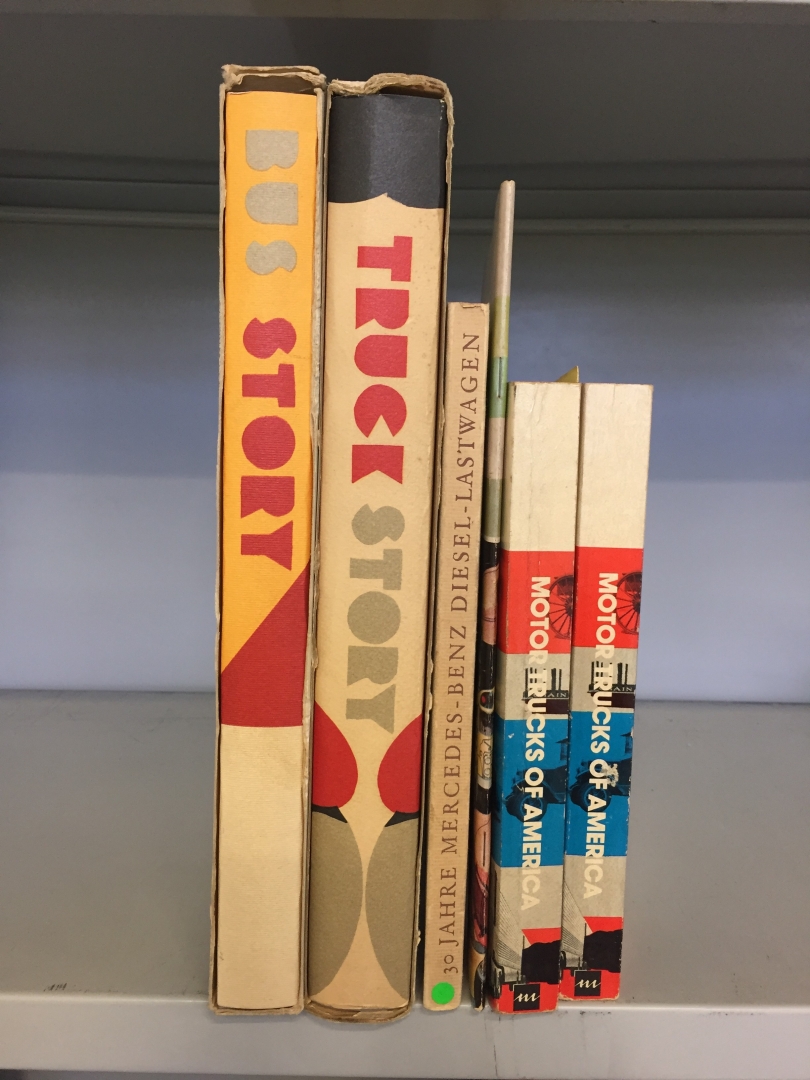 BUS STORY
TRUCK STORY
30 JAHRE MERCEDES-BENZ DIESEL-LASTWAGEN
MOTOR TRUCKS OF AMERICA
m
MOTOR TRUCKS OF AMERICA
m